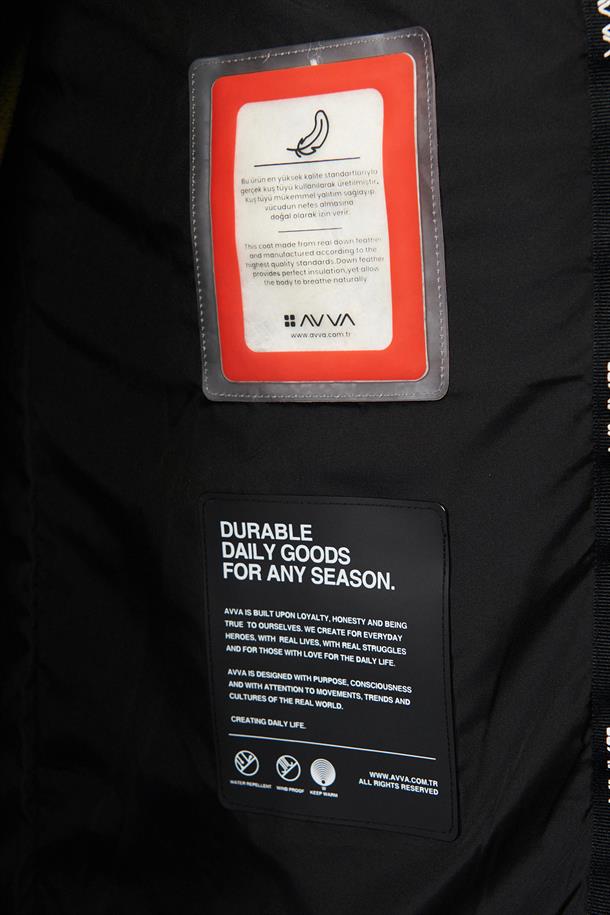 Bu ürün en yüksek kalite standartlarıyla
gerçek kuş tüyü kullanılarak üretilmiştir.
Kuş tüyü mükemmel yalıtım sağlayıp
vücudun nefes almasına
doğal olarak izin verir.
This coat made from real down feather
and manufactured according to the
highest quality standards. Down feather
provides perfect insulation, yet allow
the body to breathe naturally
AVVA
www.avva.com.tr
DURABLE
DAILY GOODS
FOR ANY SEASON.
AVVA IS BUILT UPON LOYALTY, HONESTY AND BEING
TRUE TO OURSELVES. WE CREATE FOR EVERYDAY
HEROES, WITH REAL LIVES, WITH REAL STRUGGLES
AND FOR THOSE WITH LOVE FOR THE DAILY LIFE.
AVVA IS DESIGNED WITH PURPOSE, CONSCIOUSNESS
AND WITH ATTENTION TO MOVEMENTS, TRENDS AND
CULTURES OF THE REAL WORLD.
CREATING DAILY LIFE.
WATER REPELLENT WIND PROOF KEEP WARM
WWW.AVVA.COM.TR
ALL RIGHTS RESERVED